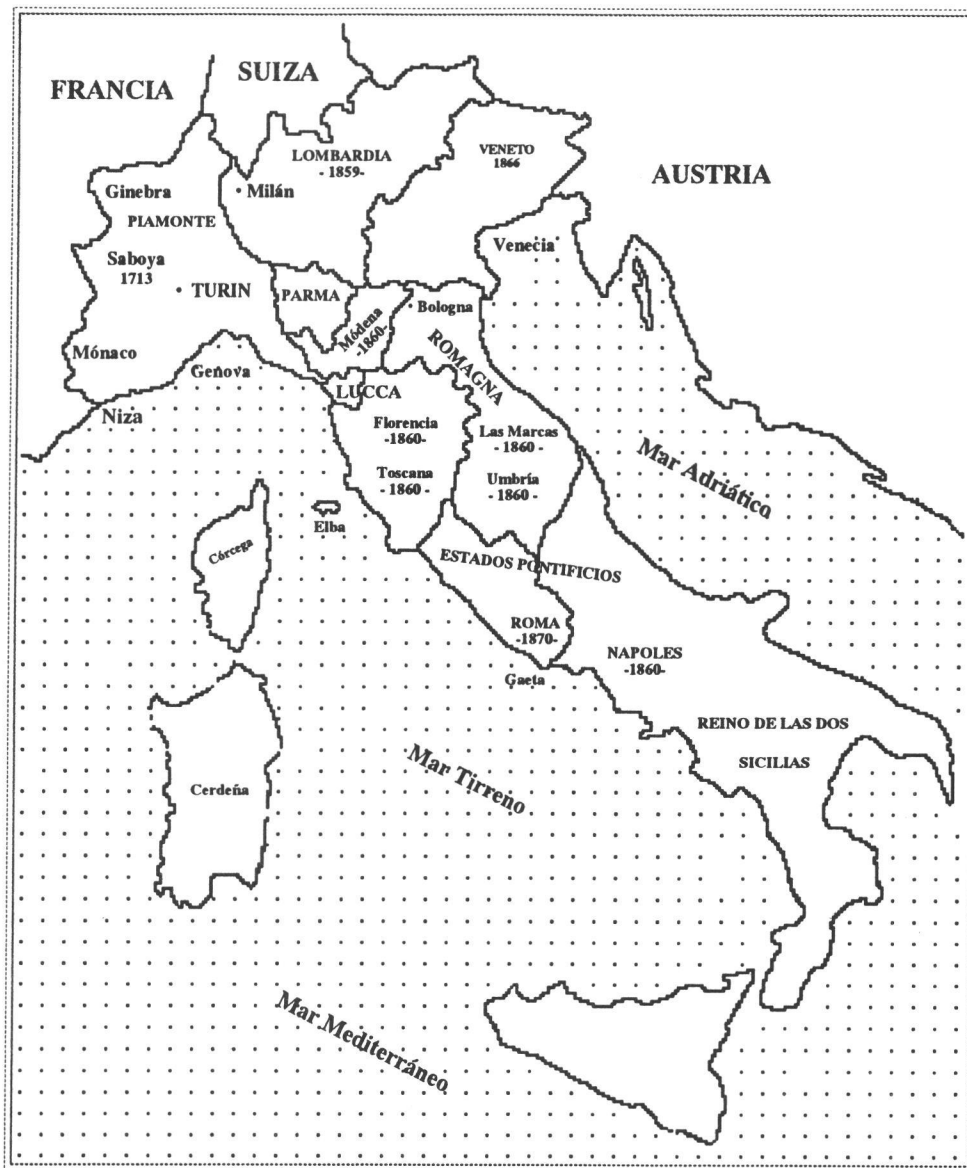 SUIZA
FRANCIA
LOMBARDIA
- 1859-
VENETO
1866
AUSTRIA
Ginebra
Milán
PIAMONTE
Saboya
1713
Venecia
TURIN
PARMA
Módena
-1860-
Bologna
ROMAGNA
Mónaco
Genova
LUCCA
Niza
Florencia
-1860-
Las Marcas
- 1860 -
Toscana
- 1860 -
Umbría
- 1860 -
Mar Adriático
Elba
Córcega
ESTADOS PONTIFICIOS
ROMA
-1870-
NAPOLES
-1860-
Gaeta
REINO DE LAS DOS
SICILIAS
Mar Tirreno
Cerdeña
Mar Mediterráneo